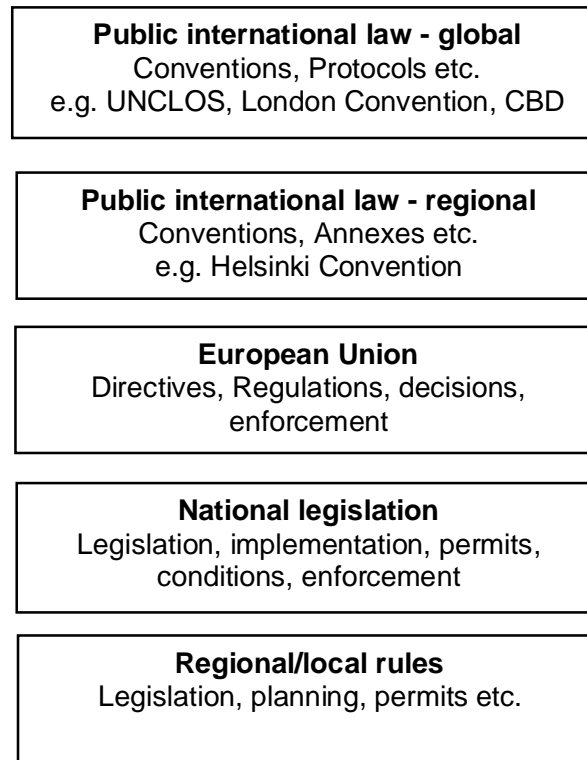 Public international law - global
Conventions, Protocols etc.
e.g. UNCLOS, London Convention, CBD
Public international law - regional
Conventions, Annexes etc.
e.g. Helsinki Convention
European Union
Directives, Regulations, decisions,
enforcement
National legislation
Legislation, implementation, permits,
conditions, enforcement
Regional/local rules
Legislation, planning, permits etc.